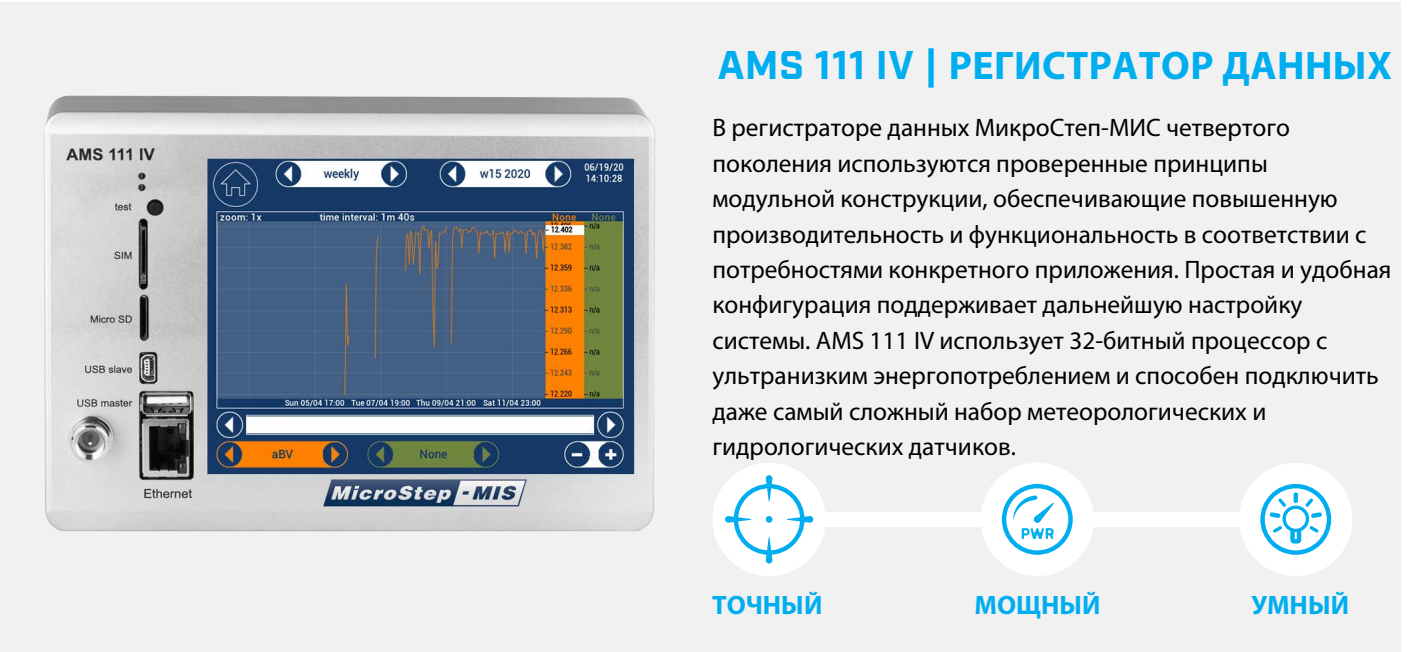 AMS 111 IV | РЕГИСТРАТОР ДАННЫХ
В регистраторе данных МикроСтеп-МИС четвертого
поколения используются проверенные принципы
модульной конструкции, обеспечивающие повышенную
производительность и функциональность в соответствии с
потребностями конкретного приложения. Простая и удобная
конфигурация поддерживает дальнейшую настройку
системы. AMS 111 IV использует 32-битный процессор с
ультранизким энергопотреблением и способен подключить
даже самый сложный набор метеорологических и
гидрологических датчиков.
PWR
ТОЧНЫЙ
МОЩНЫЙ
УМНЫЙ
AMS 111 IV
test
SIM
Micro SD
USB slave
USB master
Ethernet
weekly
w15 2020
06/19/20
14:10:28
zoom: 1x
time interval: 1m 40s
None
None
12.402
n/a
12.382
n/a
12.359
n/a
12.336
n/a
12.313
n/a
12.290
n/a
12.266
n/a
12.243
n/a
12.220
n/a
Sun 05/04 17:00 Tue 07/04 19:00 Thu 09/04 21:00 Sat 11/04 23:00
aBV
None
MicroStep - MIS